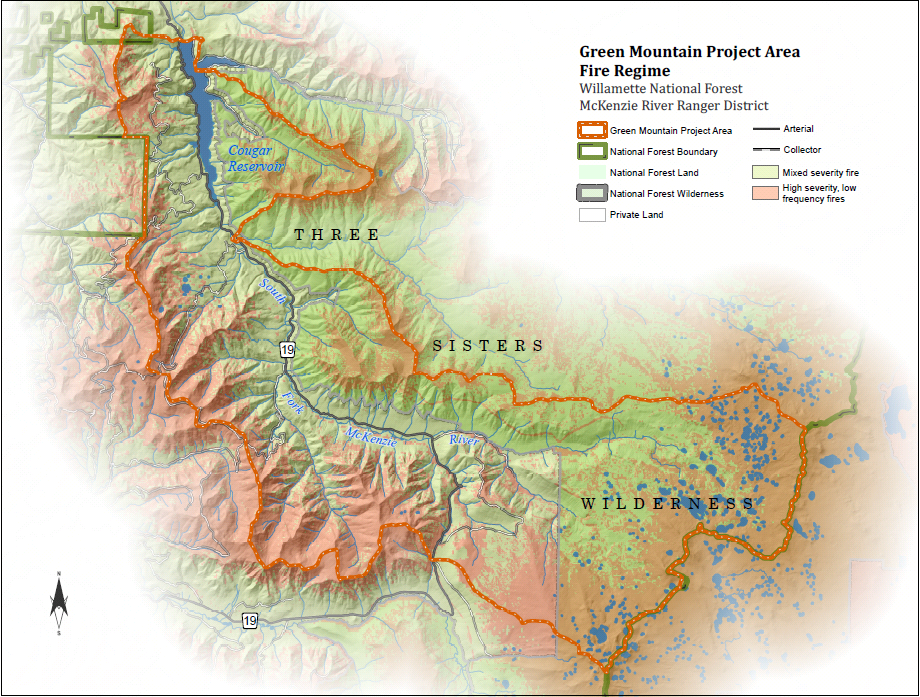 Green Mountain Project Area
Fire Regime
Willamette National Forest
McKenzie River Ranger District
Green Mountain Project Area
National Forest Boundary
National Forest Land
National Forest Wilderness
Private Land
Arterial
Collector
Mixed severity fire
High severity, low
frequency fires
Cougar
Reservoir
THREE
South
SISTERS
19
Fork
McKenzie
River
WILDERNESS
N
S
19